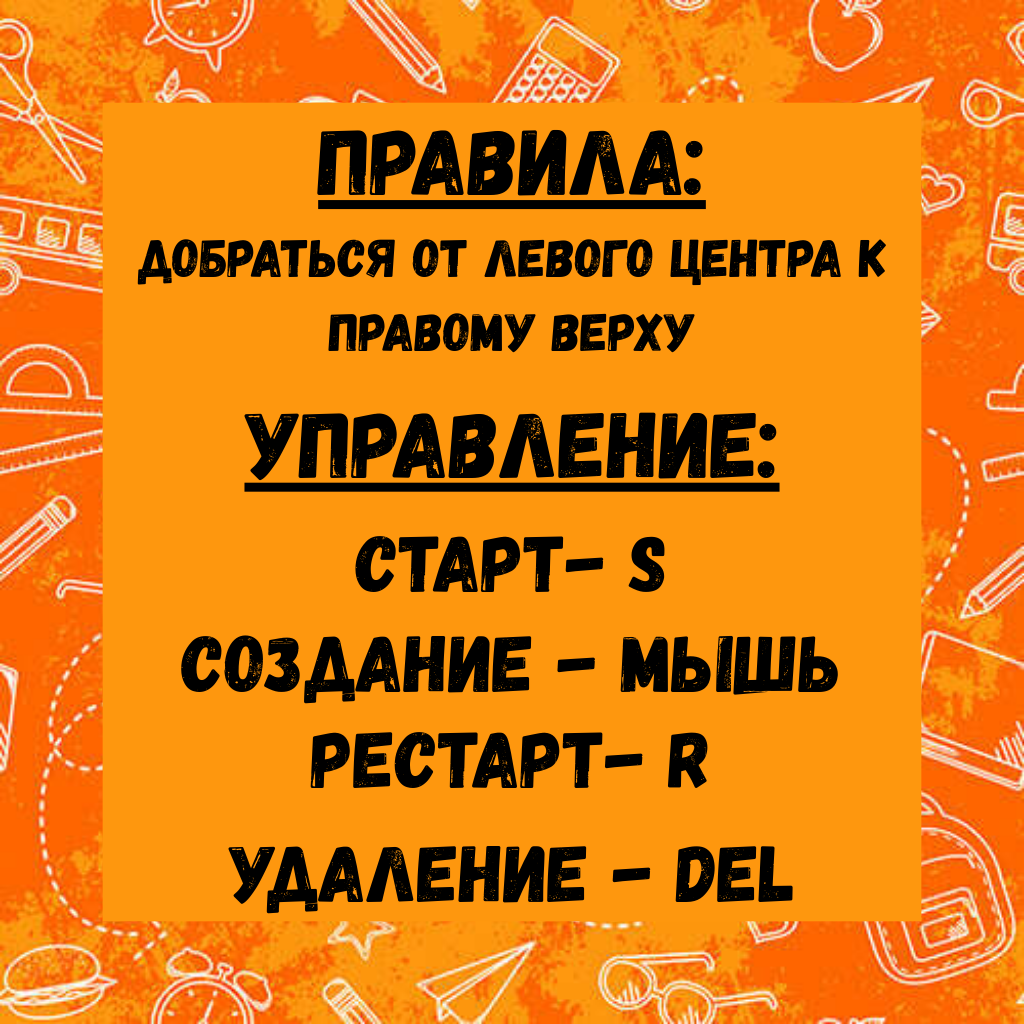 ПРАВИЛА:
ДОБРАТЬСЯ ОТ ЛЕВОГО ЦЕНТРА К
ПРАВОМУ ВЕРХУ
УПРАВЛЕНИЕ:
СТАРТ– S
СОЗДАНИЕ – МЫШЬ
РЕСТАРТ– R
УДАЛЕНИЕ – DEL